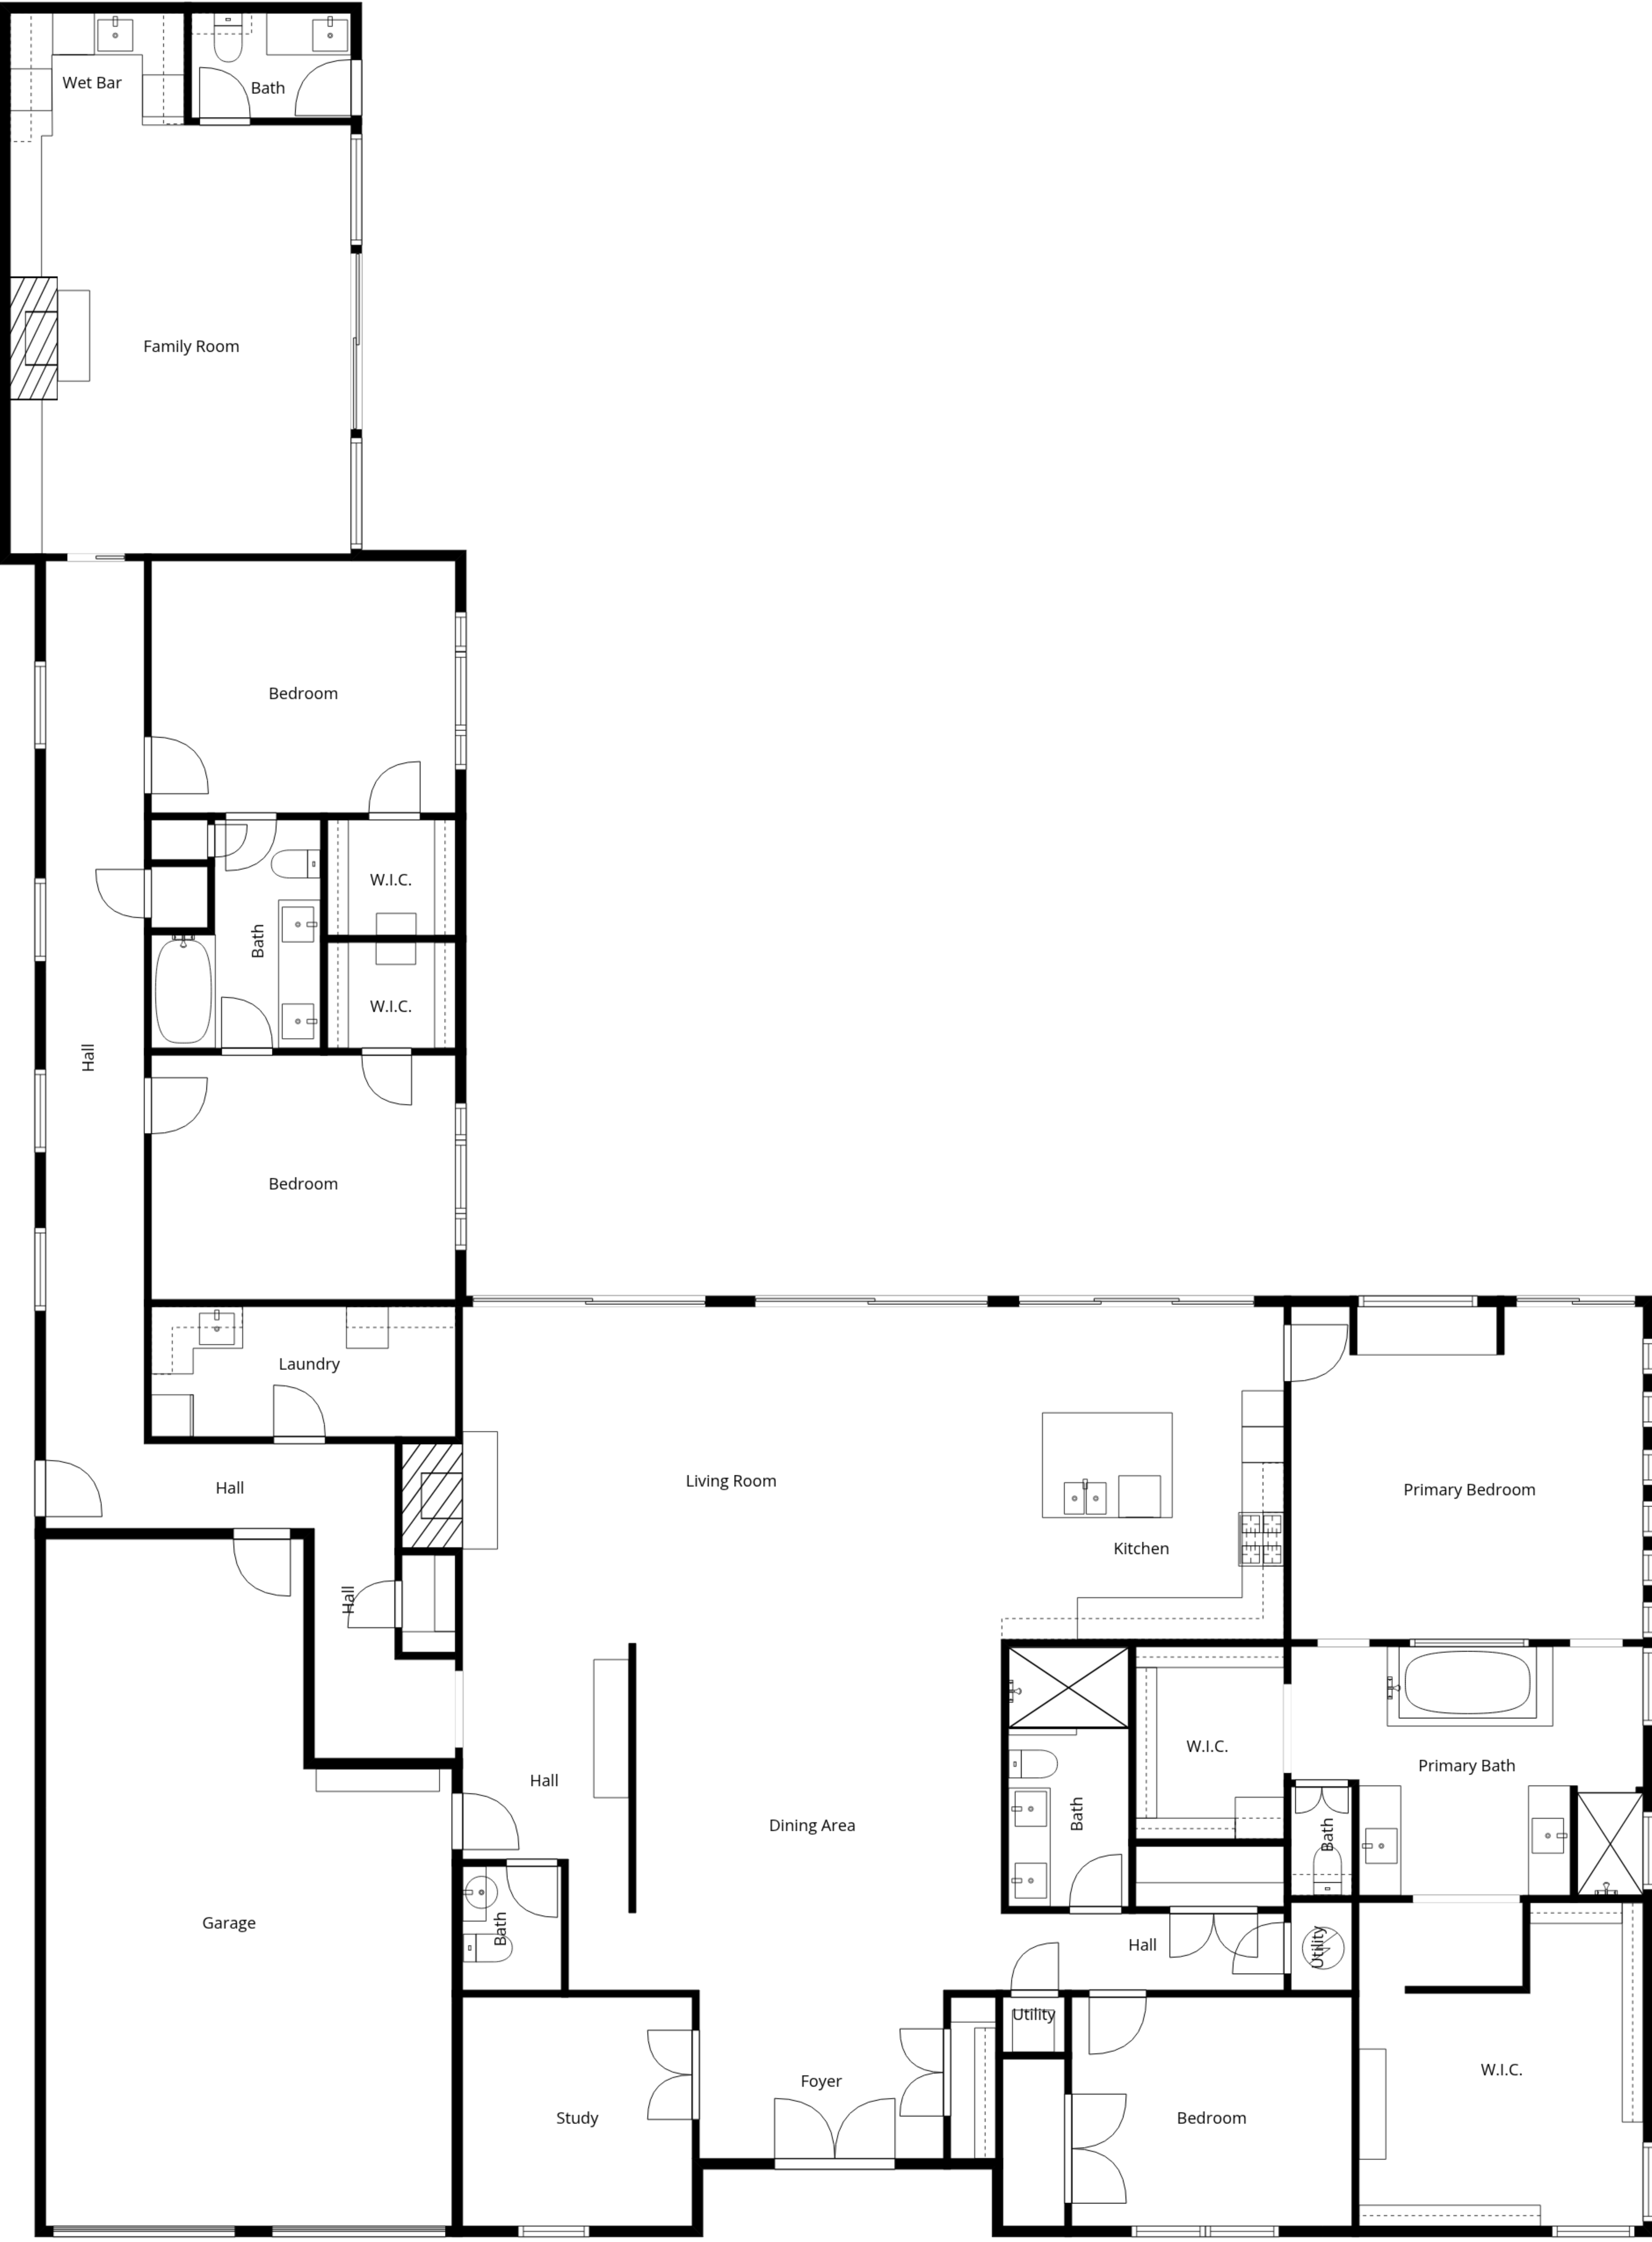 Wet Bar
Bath
Family Room
Bedroom
W.I.C.
Bath
W.I.C.
Hall
Bedroom
Laundry
Hall
Living Room
Primary Bedroom
Kitchen
Hall
W.I.C.
Primary Bath
Hall
Bath
Dining Area
Bath
Garage
Bath
Hall
Utility
Utility
W.I.C.
Foyer
Study
Bedroom